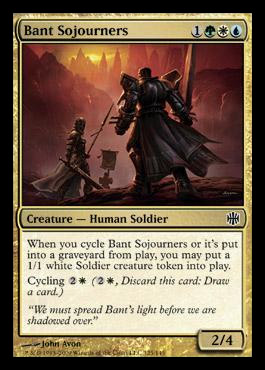 Bant Sojourners 1
Creature — Human Soldier
When you cycle Bant Sojourners or it's put
into a graveyard from play, you may put a
1/1 white Soldier creature token into play.
Cycling 2 (2, Discard this card: Draw
a card.)
"We must spread Bant's light before we are
shadowed over."
John Avon
2/4